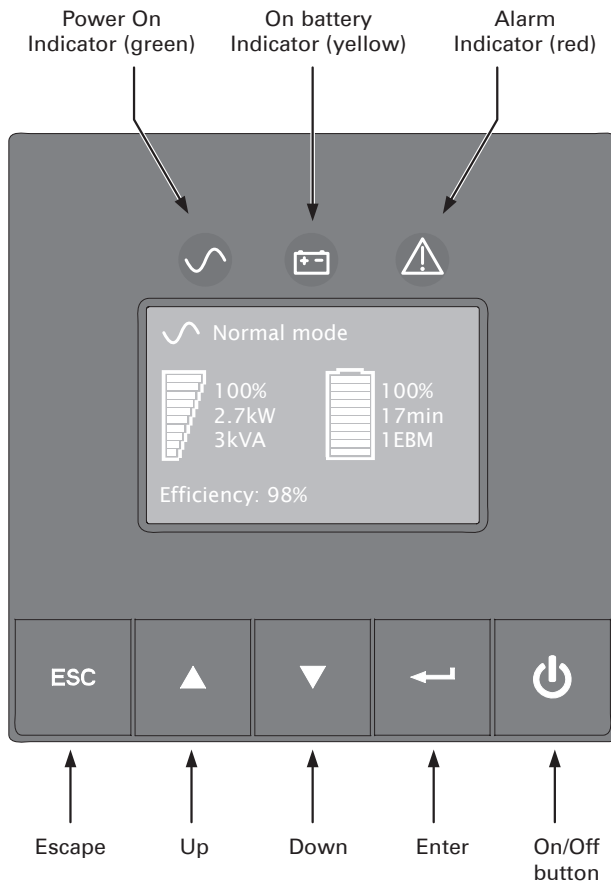 Power On
Indicator (green)
On battery
Indicator (yellow)
Alarm
Indicator (red)
Normal mode
100%
2.7kW
3kVA
100%
17min
1EBM
Efficiency: 98%
ESC
Escape
Up
Down
Enter
On/Off
button